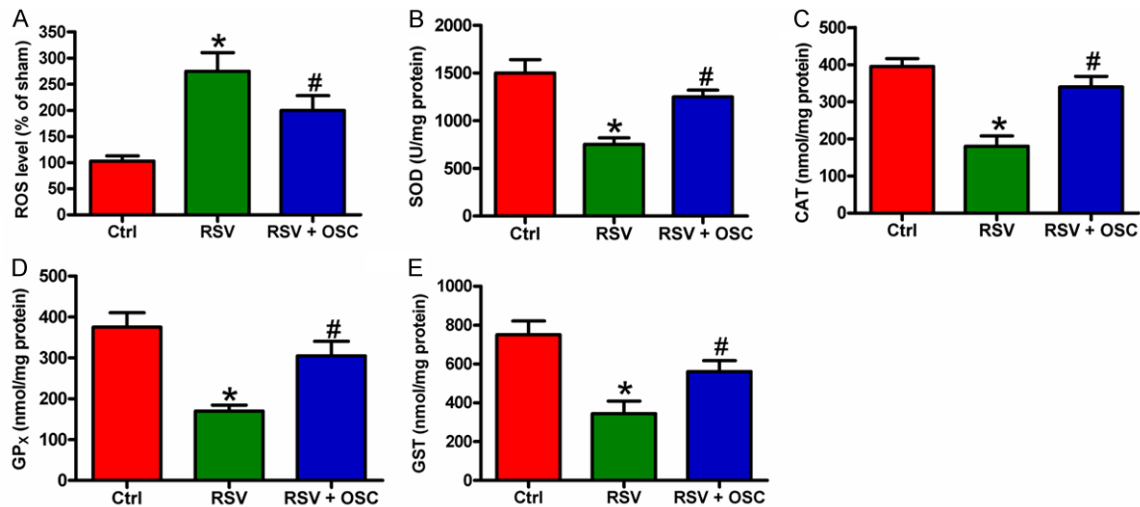 A
ROS level (% of sham)
350
300
250
200
150
100
50
0
*
#
Ctrl
RSV
RSV + OSC
B
SOD (U/mg protein)
2000
1500
1000
500
0
*
#
Ctrl
RSV
RSV + OSC
C
CAT (nmol/mg protein)
500
400
300
200
100
0
*
#
Ctrl
RSV
RSV + OSC
D
GPX (nmol/mg protein)
500
400
300
200
100
0
*
#
Ctrl
RSV
RSV + OSC
E
GST (nmol/mg protein)
1000
800
600
400
200
0
*
#
Ctrl
RSV
RSV + OSC